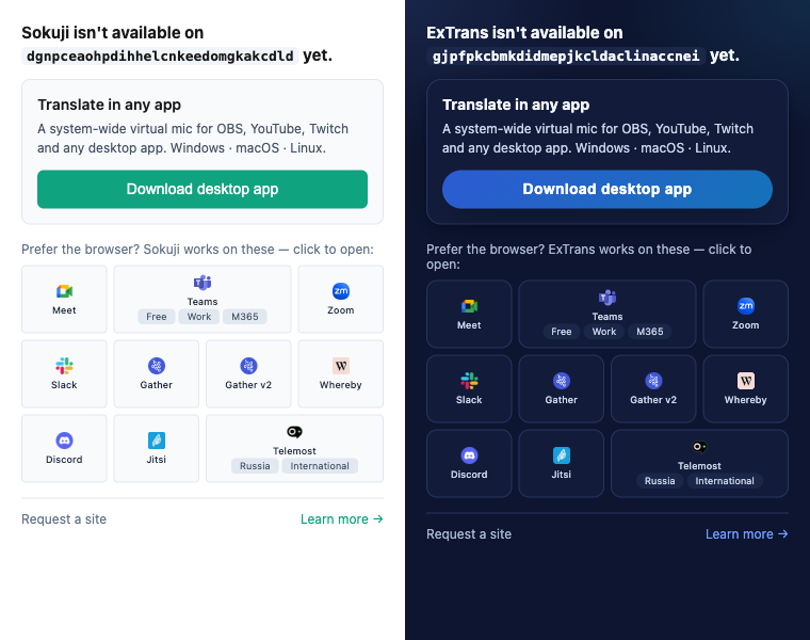 Sokuji isn't available on
dgnpceaohpdihhelcnkeedomgkakcdld yet.
Translate in any app
A system-wide virtual mic for OBS, YouTube, Twitch
and any desktop app. Windows · macOS · Linux.
Download desktop app
Prefer the browser? Sokuji works on these — click to open:
Meet
Teams
Free Work M365
zm
Zoom
Slack
Gather
Gather v2
W
Whereby
Discord
Jitsi
Telemost
Russia International
Request a site
Learn more →
ExTrans isn't available on
gjpfpkcbmkdidmepjkcldaclinaccnei yet.
Translate in any app
A system-wide virtual mic for OBS, YouTube, Twitch
and any desktop app. Windows · macOS · Linux.
Download desktop app
Prefer the browser? ExTrans works on these — click to
open:
Meet
Teams
Free Work M365
zm
Zoom
Slack
Gather
Gather v2
W
Whereby
Discord
Jitsi
Telemost
Russia International
Request a site
Learn more →